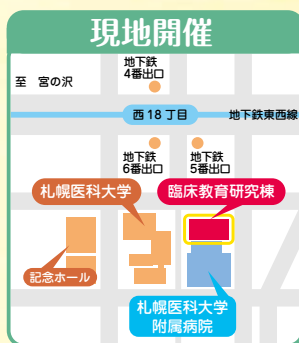 現地開催
地下鉄
4番出口
至 宮の沢
西18丁目
地下鉄東西線
地下鉄
6番出口
地下鉄
5番出口
札幌医科大学
臨床教育研究棟
記念ホール
札幌医科大学
附属病院